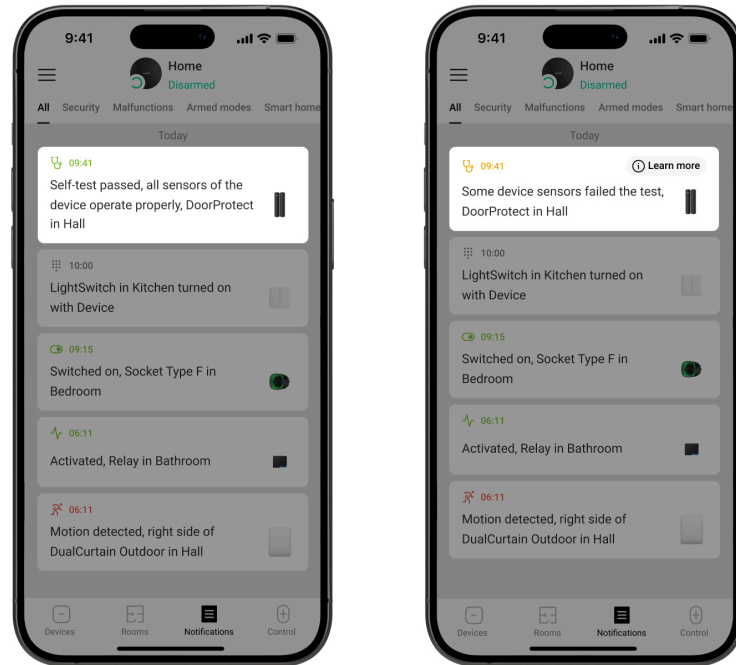 9:41
Home
Disarmed
All Security Malfunctions Armed modes Smart home
Today
09:41
Self-test passed, all sensors of the
device operate properly, DoorProtect
in Hall
10:00
LightSwitch in Kitchen turned on
with Device
09:15
Switched on, Socket Type F in
Bedroom
06:11
Activated, Relay in Bathroom
06:11
Motion detected, right side of
DualCurtain Outdoor in Hall
Devices Rooms Notifications Control
9:41
Home
Disarmed
All Security Malfunctions Armed modes Smart home
Today
09:41 Learn more
Some device sensors failed the test,
DoorProtect in Hall
10:00
LightSwitch in Kitchen turned on
with Device
09:15
Switched on, Socket Type F in
Bedroom
06:11
Activated, Relay in Bathroom
06:11
Motion detected, right side of
DualCurtain Outdoor in Hall
Devices Rooms Notifications Control